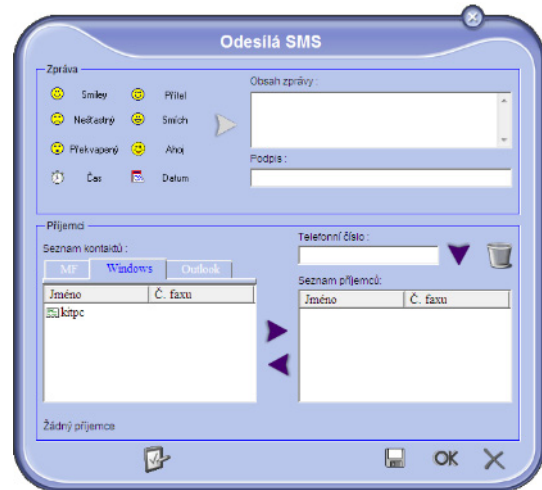 Odesílá SMS
Zpráva
Smiley Přítel
Nešťastný Smích
Překvapený Ahoj
Čas Datum
Obsah zprávy :
Podpis :
Příjemci
Seznam kontaktů :
MF Windows Outlook
Jméno Č. faxu
kitpc
Telefonní číslo :
Seznam příjemců:
Jméno Č. faxu
Žádný příjemce
OK